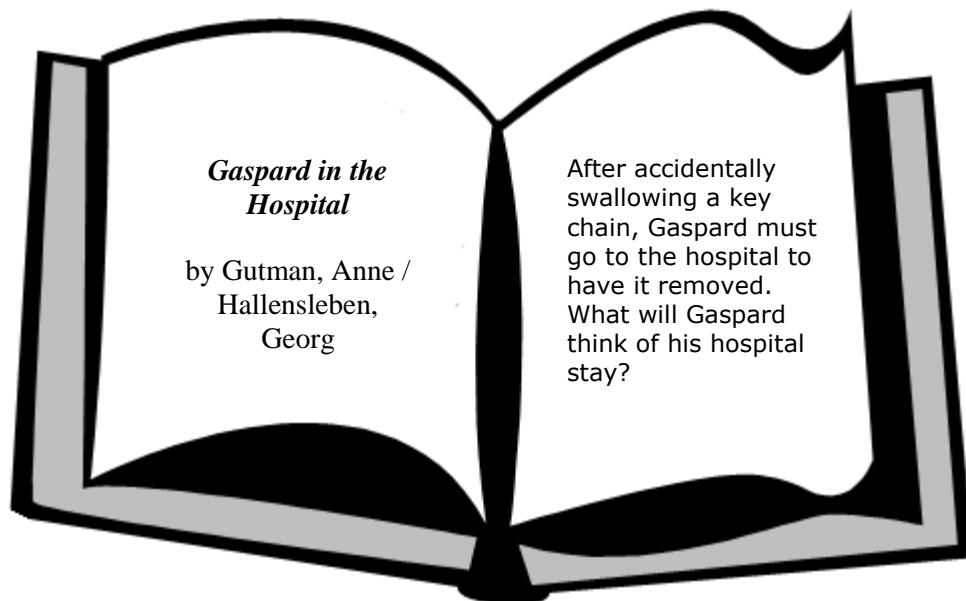 Gaspard in the
Hospital
by Gutman, Anne /
Hallensleben,
Georg
After accidentally
swallowing a key
chain, Gaspard must
go to the hospital to
have it removed.
What will Gaspard
think of his hospital
stay?